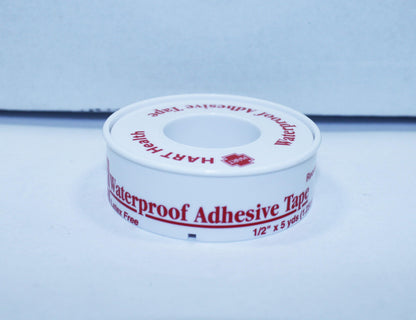 Waterproof Adhesive Tape
HART Health
Waterproof Adhesive Tape
Latex Free
1/2" x 5 yds